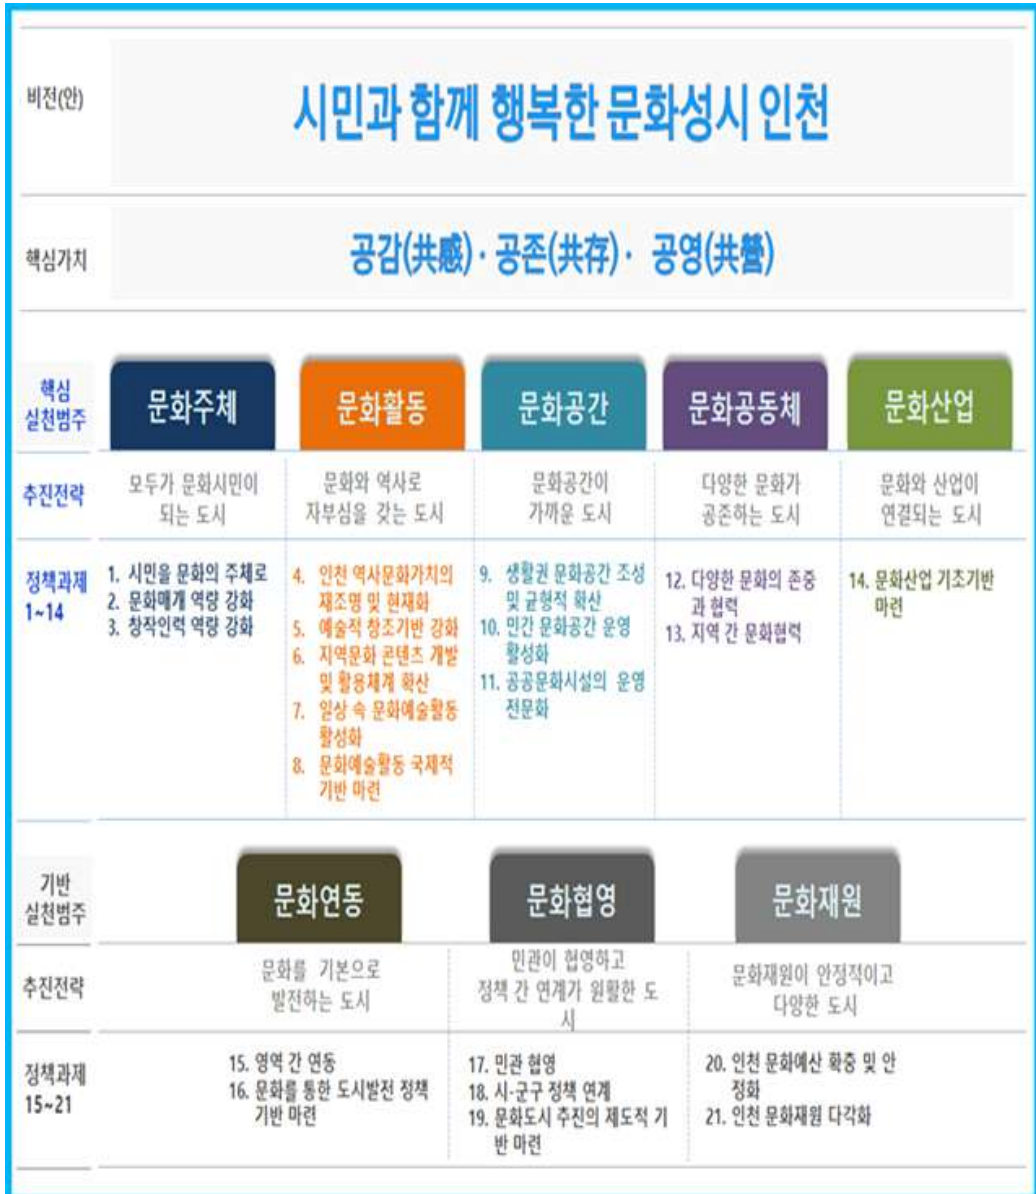 비전(안)
시민과 함께 행복한 문화성시 인천
핵심가치
공감(共感) · 공존(共存) · 공영(共營)
핵심
실천범주
문화주체
문화활동
문화공간
문화공동체
문화산업
추진전략
모두가 문화시민이
되는 도시
문화와 역사로
자부심을 갖는 도시
문화공간이
가까운 도시
다양한 문화가
공존하는 도시
문화와 산업이
연결되는 도시
정책과제
1~14
1. 시민을 문화의 주체로
2. 문화매개 역량 강화
3. 창작인력 역량 강화
4. 인천 역사문화가치의
재조명 및 현재화
5. 예술적 창조기반 강화
6. 지역문화 콘텐츠 개발
및 활용체계 확산
7. 일상 속 문화예술활동
활성화
8. 문화예술활동 국제적
기반 마련
9. 생활권 문화공간 조성
및 균형적 확산
10. 민간 문화공간 운영
활성화
11. 공공문화시설의 운영
전문화
12. 다양한 문화의 존중
과 협력
13. 지역 간 문화협력
14. 문화산업 기초기반
마련
기반
실천범주
문화연동
문화협영
문화재원
추진전략
문화를 기본으로
발전하는 도시
민관이 협영하고
정책 간 연계가 원활한 도
시
문화재원이 안정적이고
다양한 도시
정책과제
15~21
15. 영역 간 연동
16. 문화를 통한 도시발전 정책
기반 마련
17. 민관 협영
18. 시-군구 정책 연계
19. 문화도시 추진의 제도적 기
반 마련
20. 인천 문화예산 확충 및 안
정화
21. 인천 문화재원 다각화